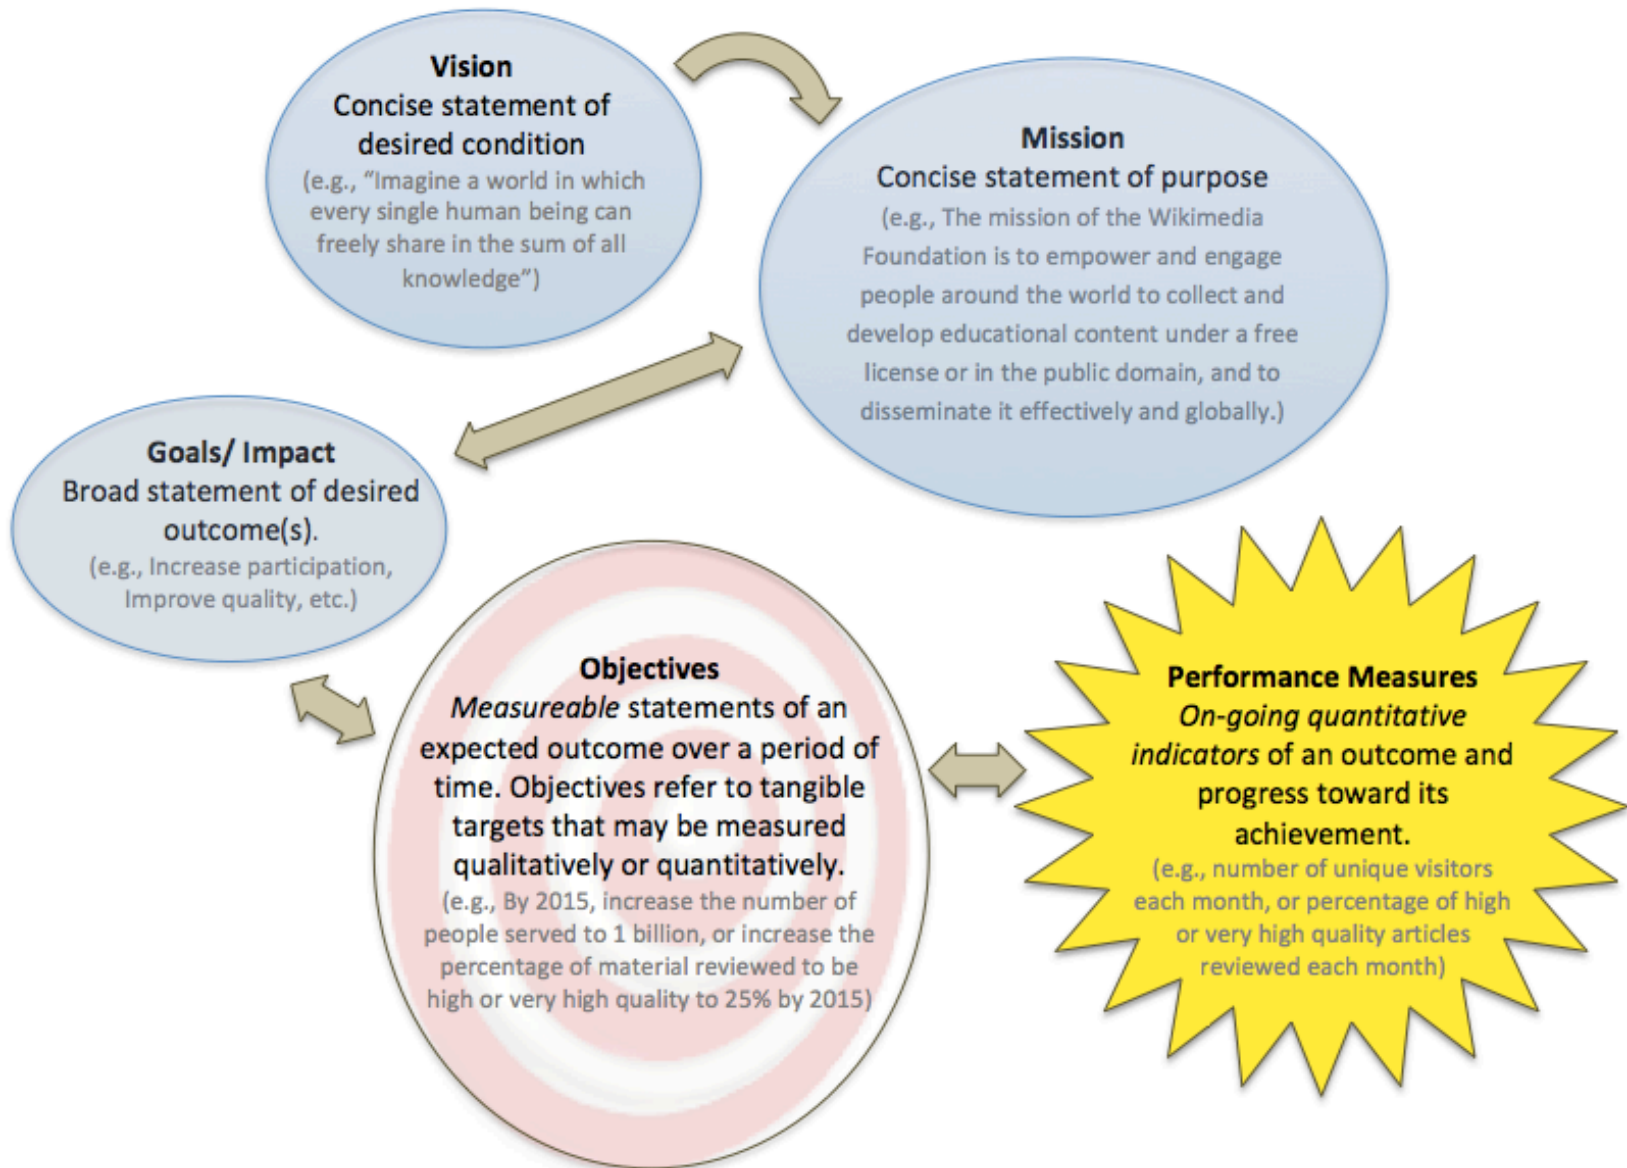 Vision
Concise statement of
desired condition
(e.g., “Imagine a world in which
every single human being can
freely share in the sum of all
knowledge”)
Mission
Concise statement of purpose
(e.g., The mission of the Wikimedia
Foundation is to empower and engage
people around the world to collect and
develop educational content under a free
license or in the public domain, and to
disseminate it effectively and globally.)
Goals/ Impact
Broad statement of desired
outcome(s).
(e.g., Increase participation,
Improve quality, etc.)
Objectives
Measureable statements of an
expected outcome over a period of
time. Objectives refer to tangible
targets that may be measured
qualitatively or quantitatively.
(e.g., By 2015, increase the number of
people served to 1 billion, or increase the
percentage of material reviewed to be
high or very high quality to 25% by 2015)
Performance Measures
On-going quantitative
indicators of an outcome and
progress toward its
achievement.
(e.g., number of unique visitors
each month, or percentage of high
or very high quality articles
reviewed each month)